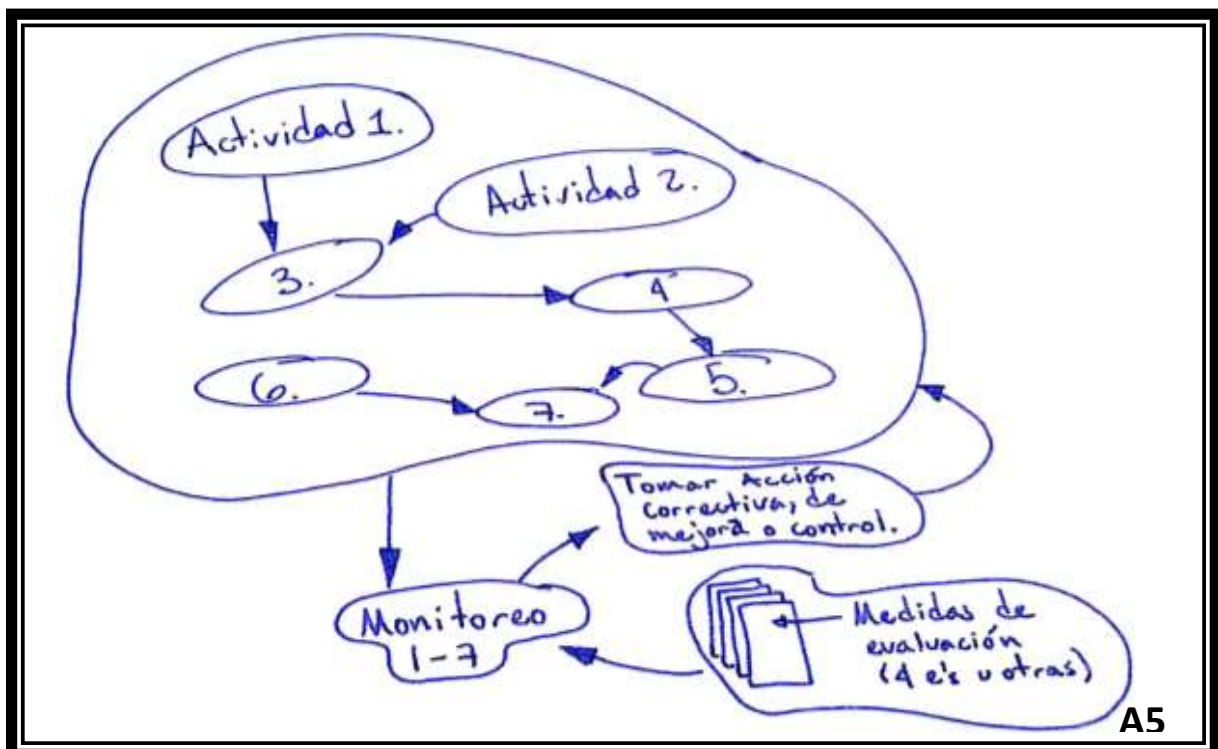 Actividad 1.
Actividad 2.
3.
4
5.
6.
7.
Tomar Acción
correctiva, de
mejora o control.
Monitoreo
1-7
Medidas de
evaluación
(4 e's u otras)
A5